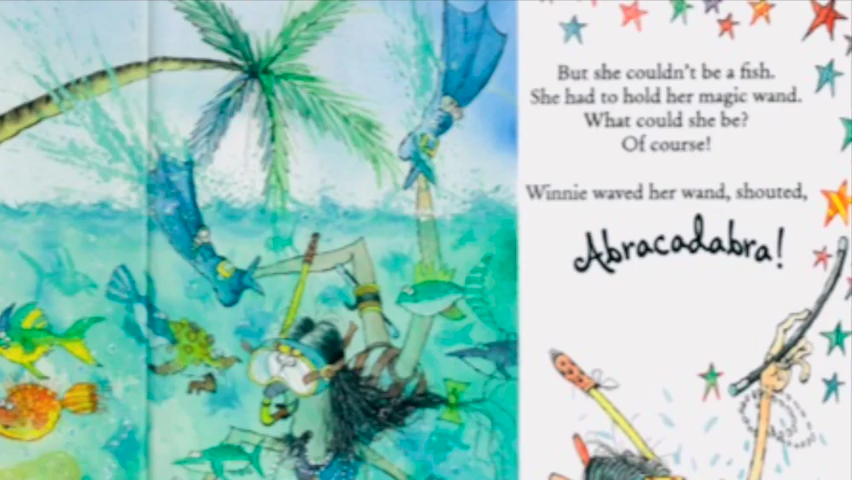 But she couldn't be a fish.
She had to hold her magic wand.
What could she be?
Of course!
Winnie waved her wand, shouted,
Abracadabra!